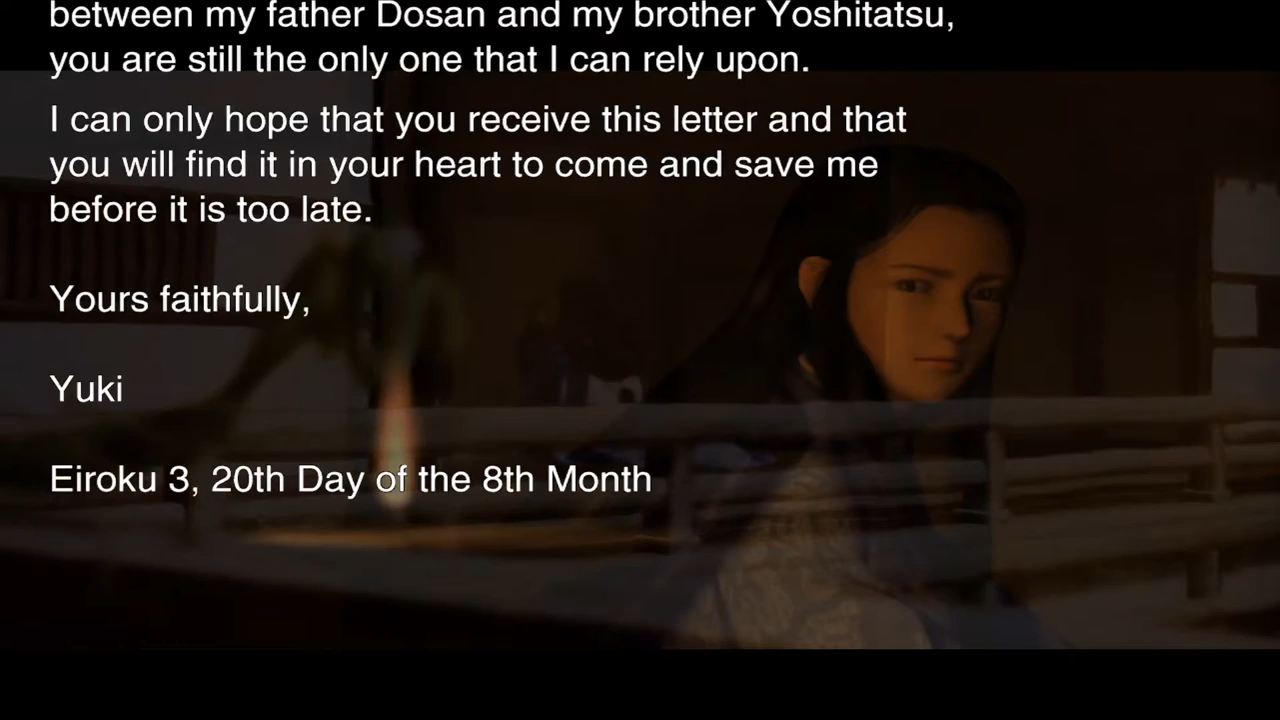 between my father Dosan and my brother Yoshitatsu,
you are still the only one that I can rely upon.
I can only hope that you receive this letter and that
you will find it in your heart to come and save me
before it is too late.
Yours faithfully,
Yuki
Eiroku 3, 20th Day of the 8th Month